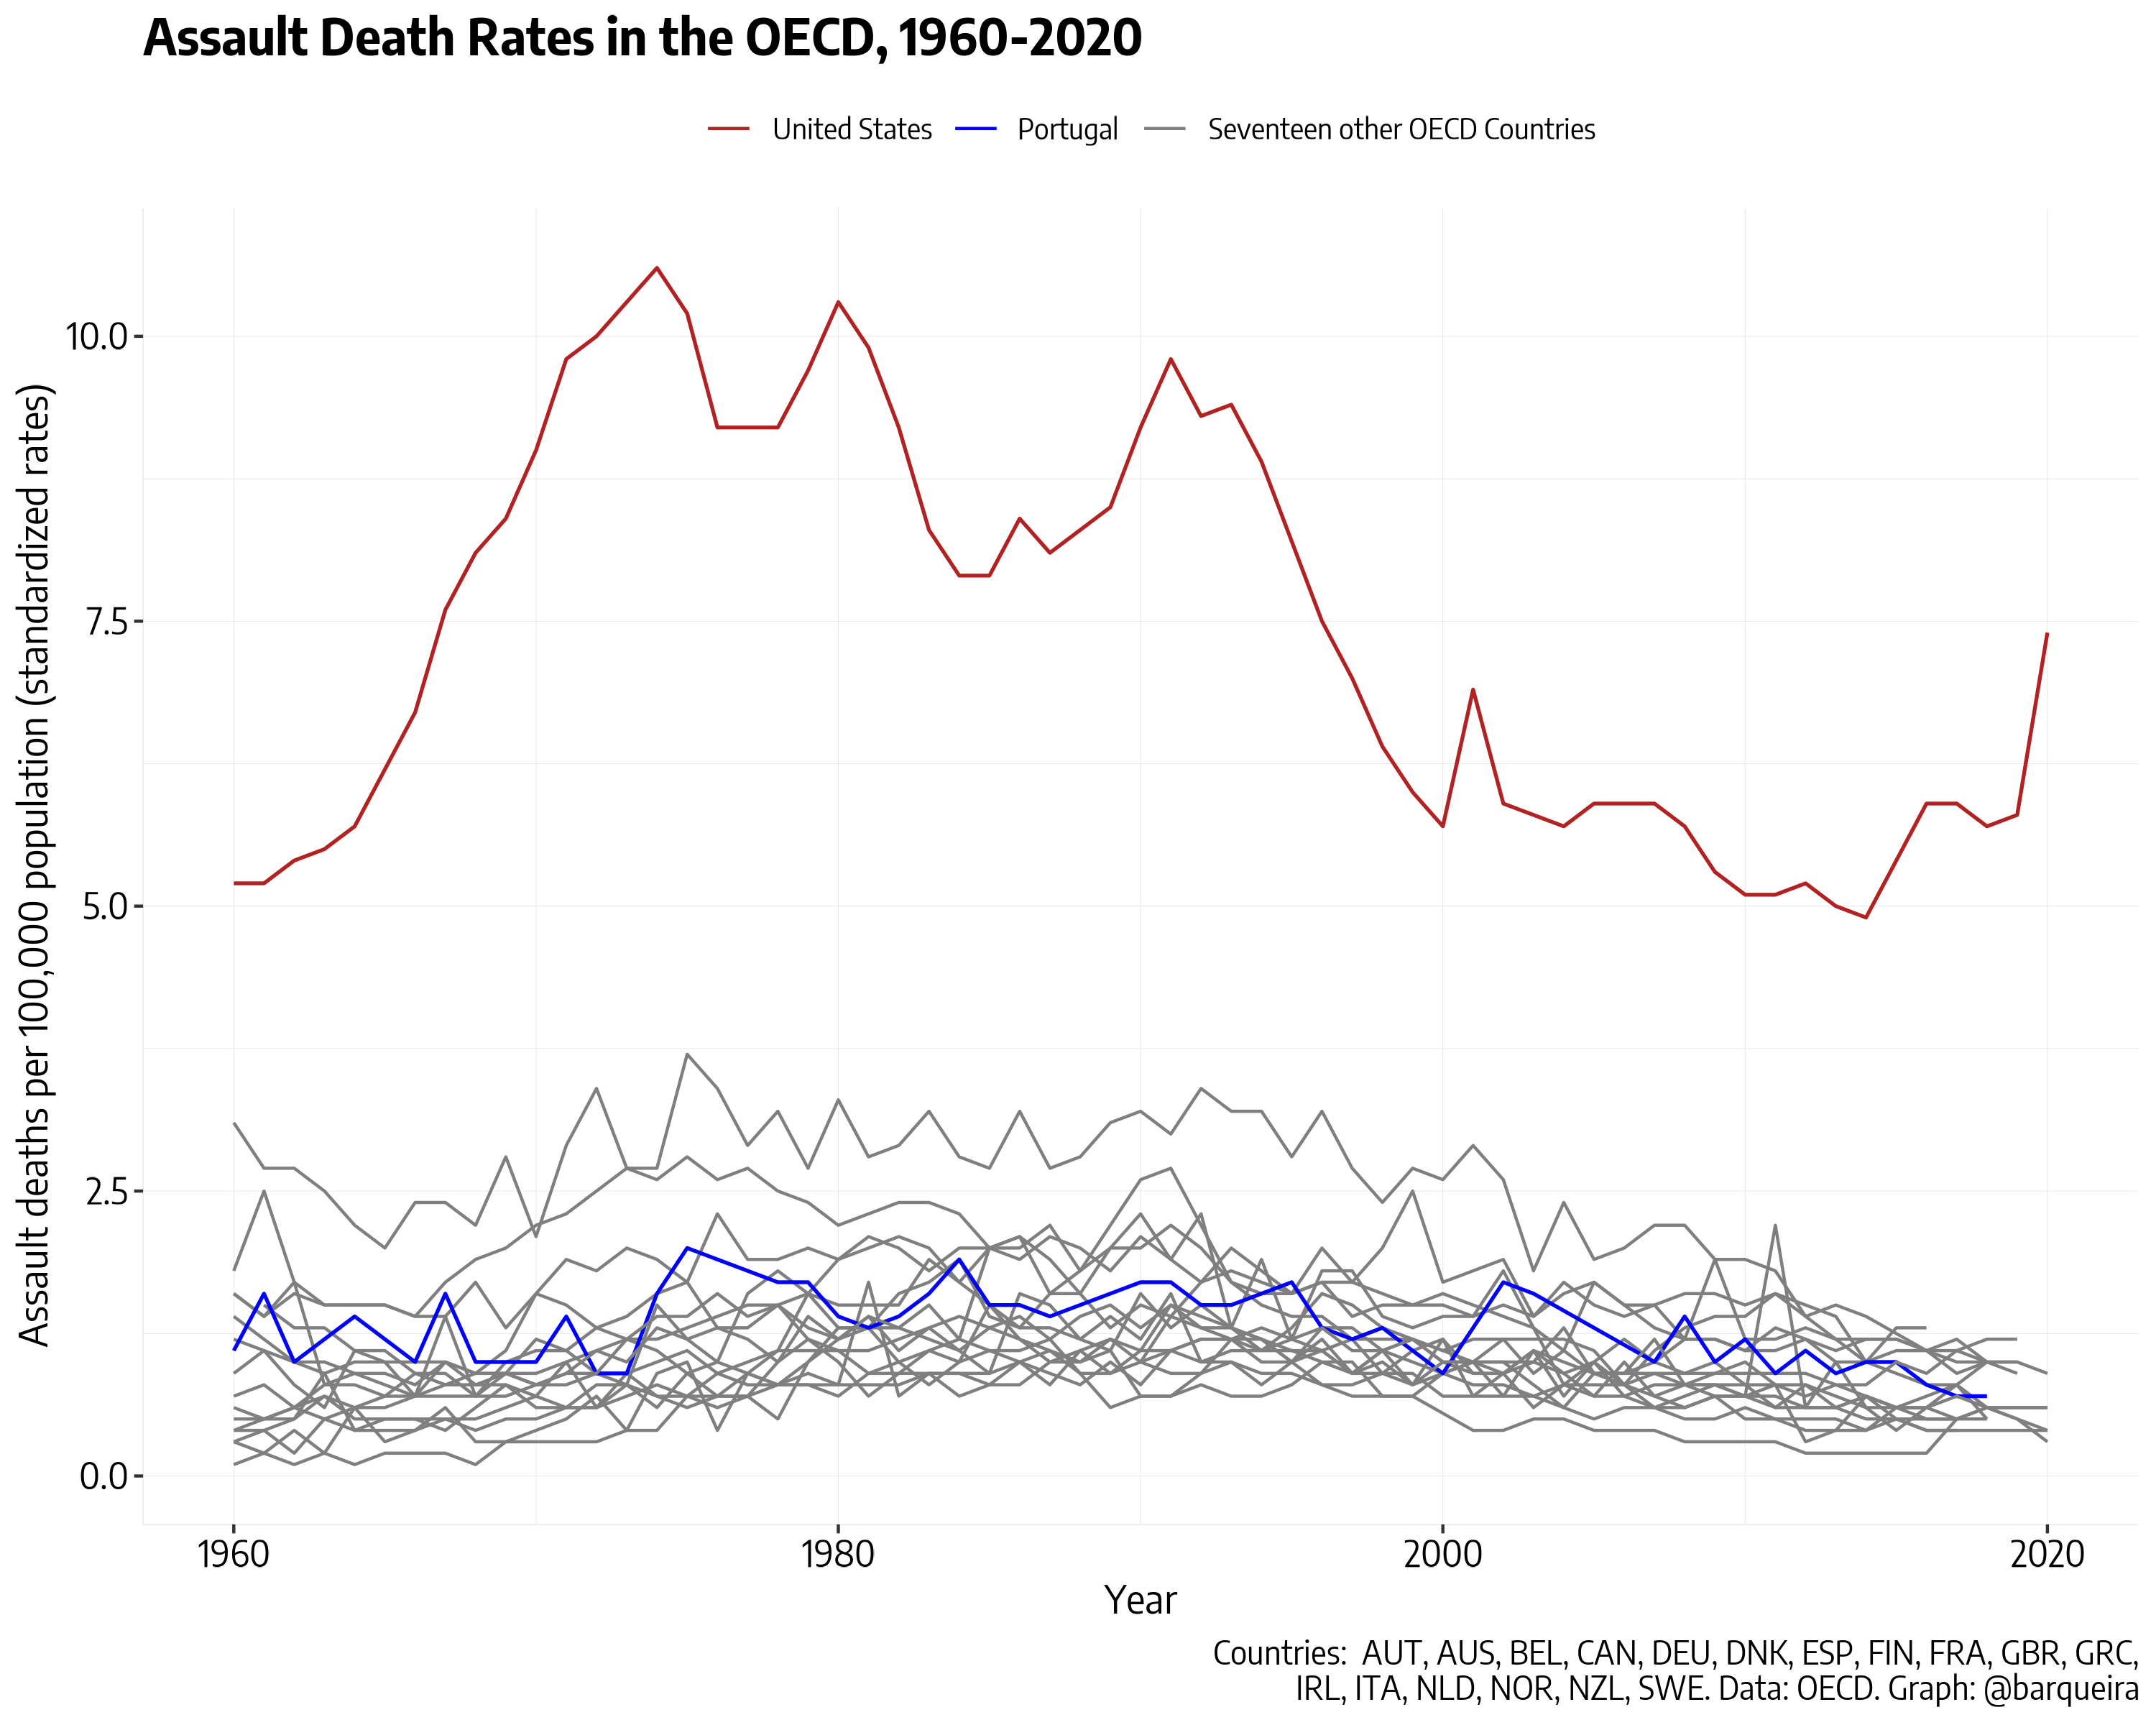 Assault Death Rates in the OECD, 1960-2020
United States
Portugal
Seventeen other OECD Countries
Assault deaths per 100,000 population (standardized rates)
10.0
7.5
5.0
2.5
0.0
1960
1980
2000
2020
Year
Countries: AUT, AUS, BEL, CAN, DEU, DNK, ESP, FIN, FRA, GBR, GRC,
IRL, ITA, NLD, NOR, NZL, SWE. Data: OECD. Graph: @barqueira